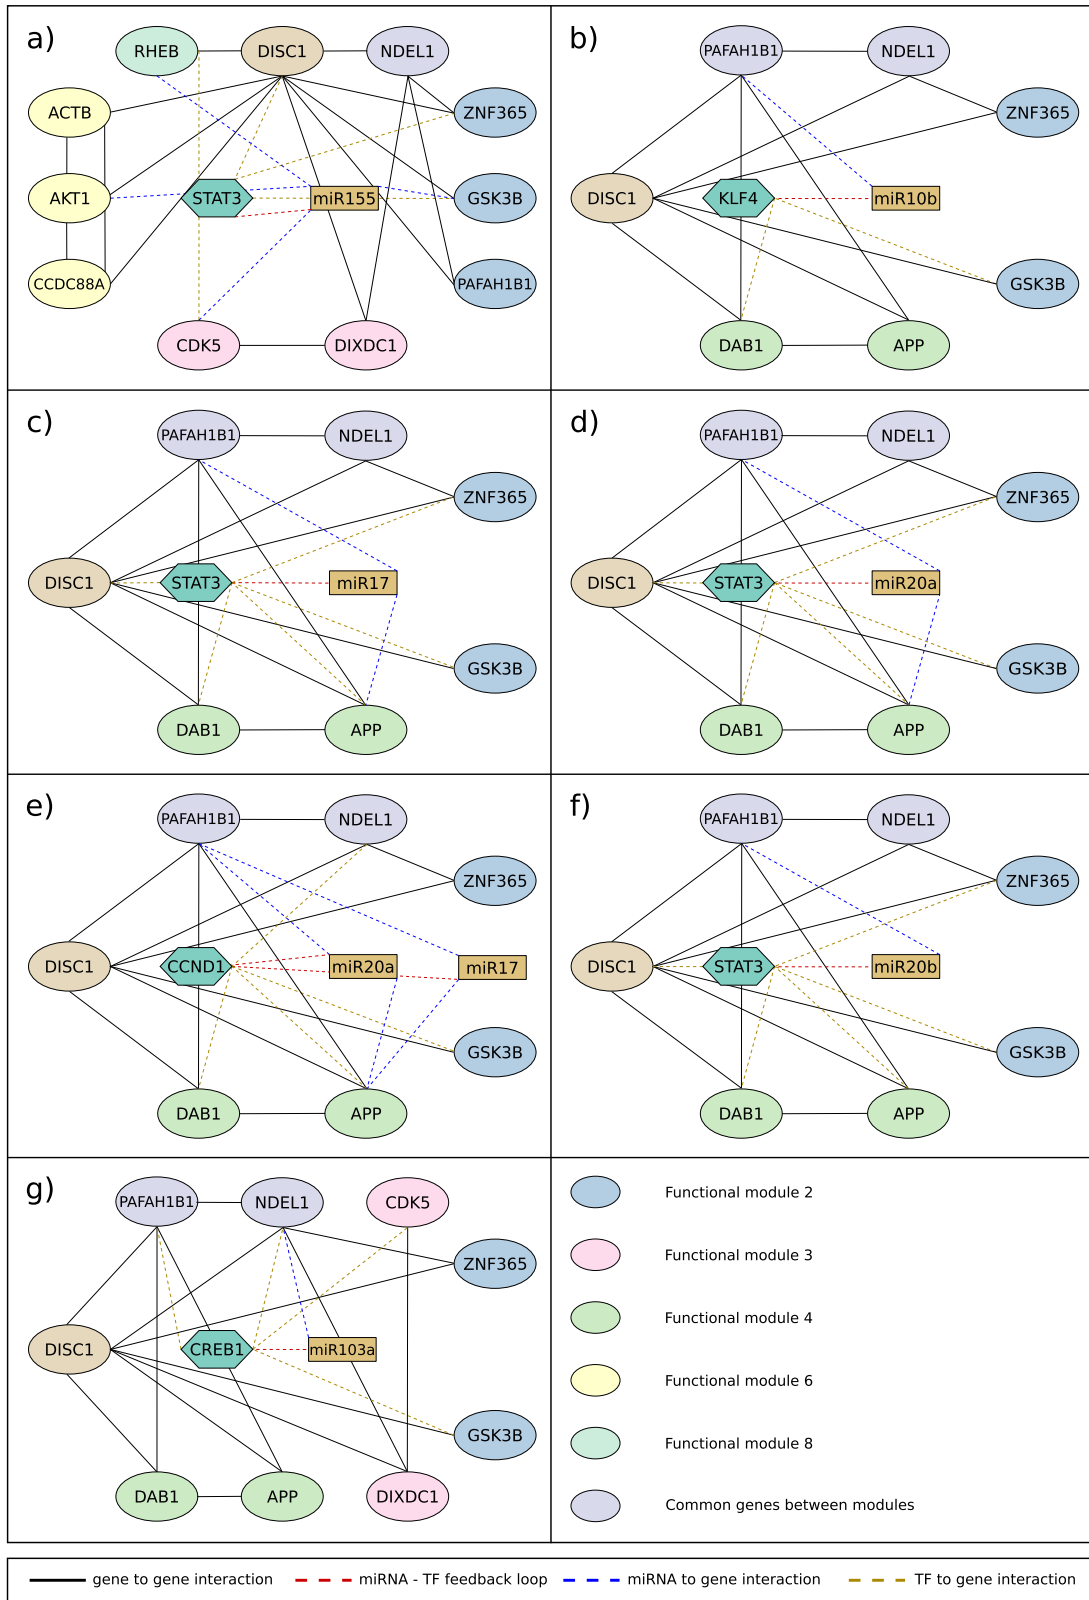 a)
RHEB
DISC1
NDEL1
ACTB
ZNF365
AKT1
STAT3
miR155
GSK3B
CCDC88A
PAFAH1B1
CDK5
DIXDC1
b)
PAFAH1B1
NDEL1
ZNF365
DISC1
KLF4
miR10b
GSK3B
DAB1
APP
c)
PAFAH1B1
NDEL1
ZNF365
DISC1
STAT3
miR17
GSK3B
DAB1
APP
d)
PAFAH1B1
NDEL1
ZNF365
DISC1
STAT3
miR20a
GSK3B
DAB1
APP
e)
PAFAH1B1
NDEL1
ZNF365
DISC1
CCND1
miR20a
miR17
GSK3B
DAB1
APP
f)
PAFAH1B1
NDEL1
ZNF365
DISC1
STAT3
miR20b
GSK3B
DAB1
APP
g)
PAFAH1B1
NDEL1
CDK5
ZNF365
DISC1
CREB1
miR103a
GSK3B
DAB1
APP
DIXDC1
Functional module 2
Functional module 3
Functional module 4
Functional module 6
Functional module 8
Common genes between modules
gene to gene interaction
miRNA - TF feedback loop
miRNA to gene interaction
TF to gene interaction